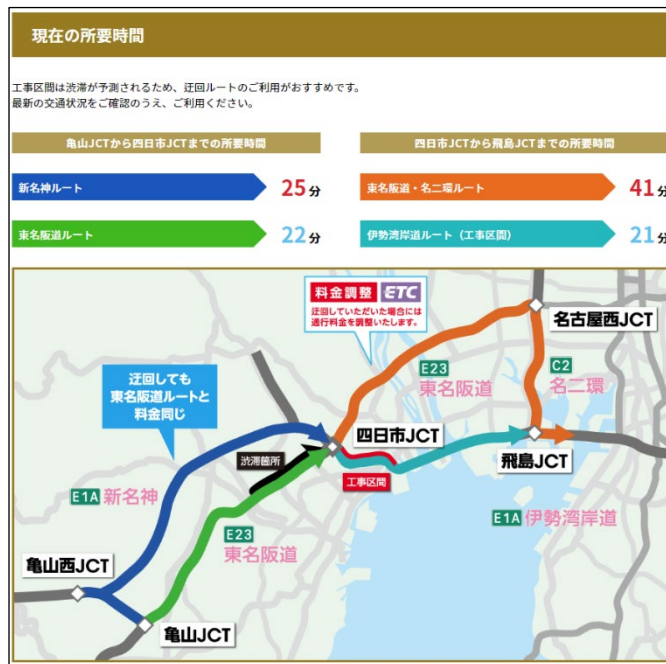 現在の所要時間
工事区間は渋滞が予測されるため、迂回ルートのご利用がおすすめです。
最新の交通状況をご確認のうえ、ご利用ください。
亀山JCTから四日市JCTまでの所要時間
四日市JCTから飛島JCTまでの所要時間
新名神ルート
25分
東名阪道・名二環ルート
41分
東名阪道ルート
22分
伊勢湾岸道ルート（工事区間）
21分
料金調整 ETC
迂回していただいた場合には
通行料金を調整いたします。
名古屋西JCT
E23
東名阪道
C2
名二環
迂回しても
東名阪道ルートと
料金同じ
四日市JCT
飛島JCT
渋滞箇所
工事区間
E1A 新名神
E1A 伊勢湾岸道
E23
東名阪道
亀山西JCT
亀山JCT